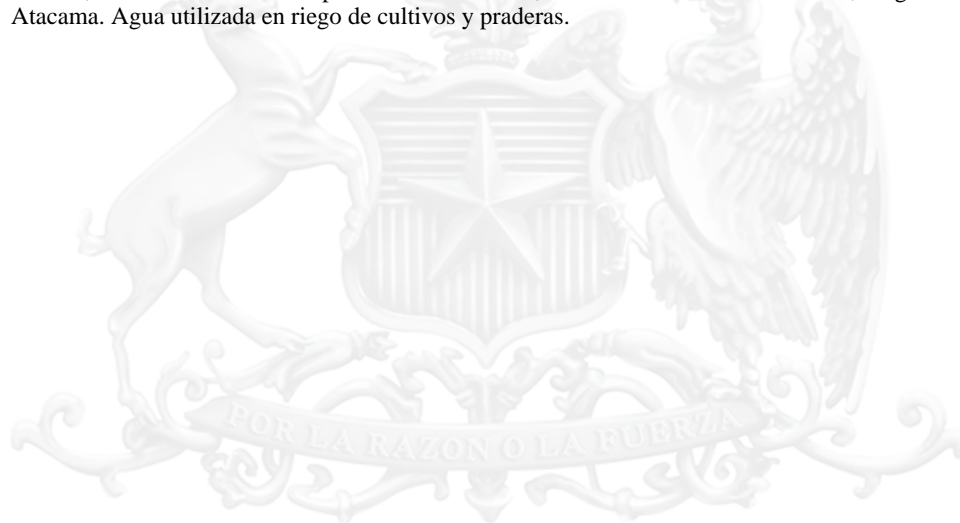 Atacama. Agua utilizada en riego de cultivos y praderas.
POR LA RAZON O LA FUERZA